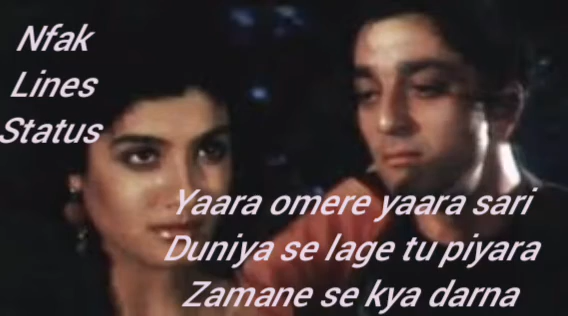 Nfak
Lines
Status
Yaara omere yaara sari
Duniya se lage tu piyara
Zamane se kya darna